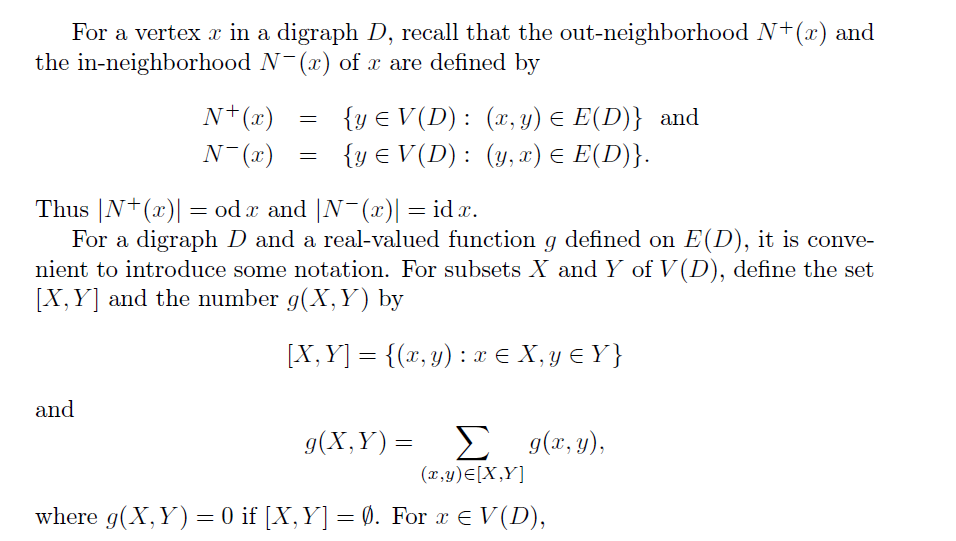 For a vertex x in a digraph D, recall that the out-neighborhood N⁺(x) and
the in-neighborhood N⁻(x) of x are defined by
N⁺(x) = {y ∈ V(D) : (x, y) ∈ E(D)} and
N⁻(x) = {y ∈ V(D) : (y, x) ∈ E(D)}.
Thus |N⁺(x)| = od x and |N⁻(x)| = id x.
For a digraph D and a real-valued function g defined on E(D), it is conve-
nient to introduce some notation. For subsets X and Y of V(D), define the set
[X, Y] and the number g(X, Y) by
[X, Y] = {(x, y) : x ∈ X, y ∈ Y}
and
g(X, Y) = ∑ g(x, y),
(x,y)∈[X,Y]
where g(X, Y) = 0 if [X, Y] = ∅. For x ∈ V(D),